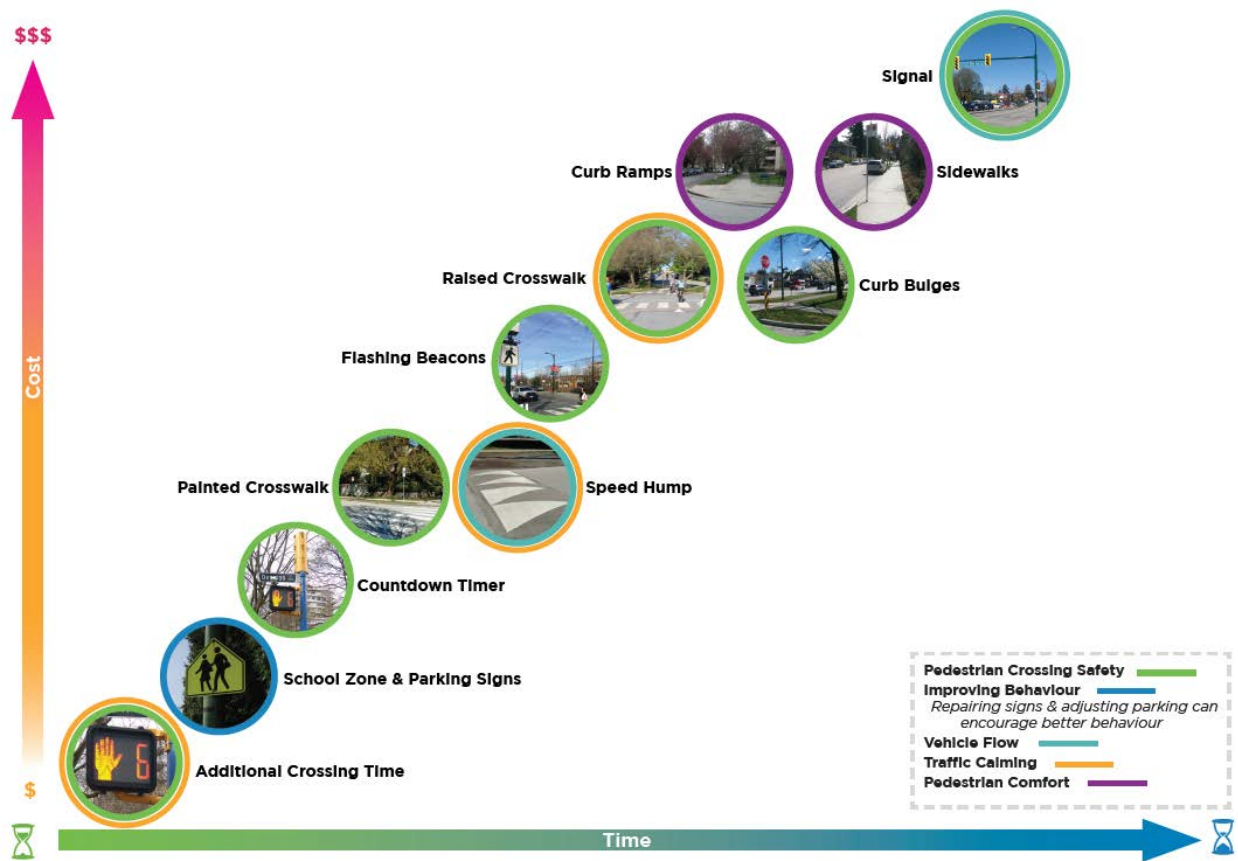 $$$
Signal
Curb Ramps
Sidewalks
Raised Crosswalk
Curb Bulges
Flashing Beacons
Cost
Painted Crosswalk
Speed Hump
Countdown Timer
School Zone & Parking Signs
6
Additional Crossing Time
$
Pedestrian Crossing Safety
Improving Behaviour
Repairing signs & adjusting parking can
encourage better behaviour
Vehicle Flow
Traffic Calming
Pedestrian Comfort
Time